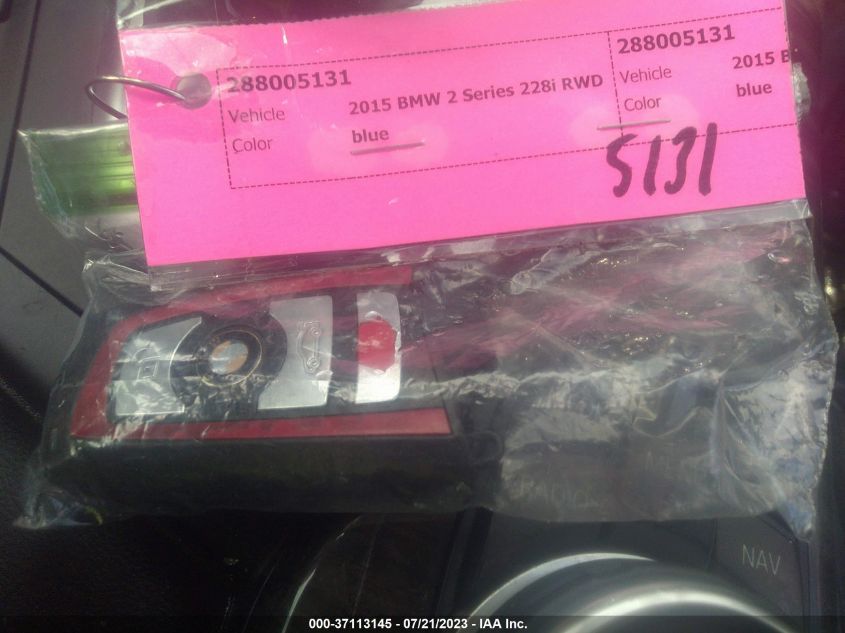 288005131
Vehicle 2015 BMW 2 Series 228i RWD
Color blue
288005131
Vehicle 2015 B
Color blue
5131
RADIO
NAV
000-37113145 - 07/21/2023 - IAA Inc.